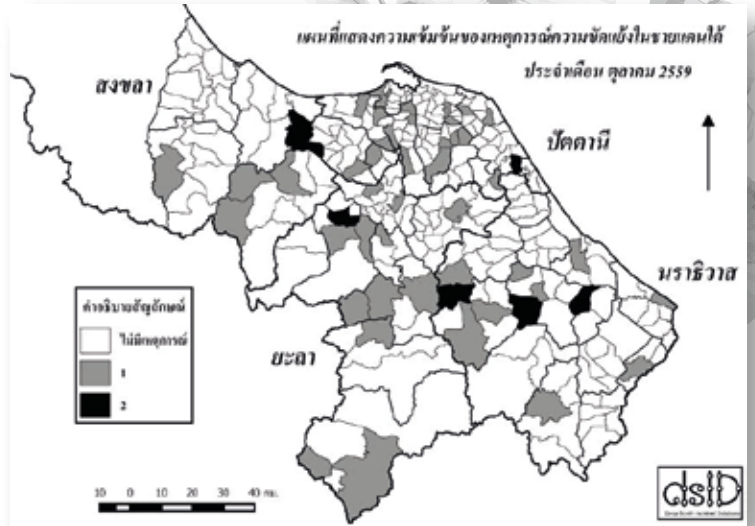 แผนที่แสดงความเข้มข้นของเหตุการณ์ความขัดแย้งในชายแดนใต้
ประจำเดือน ตุลาคม 2559
สงขลา
ปัตตานี
นราธิวาส
ยะลา
คำอธิบายสัญลักษณ์
ไม่มีเหตุการณ์
1
2
10 0 10 20 30 40 กม.
dsid